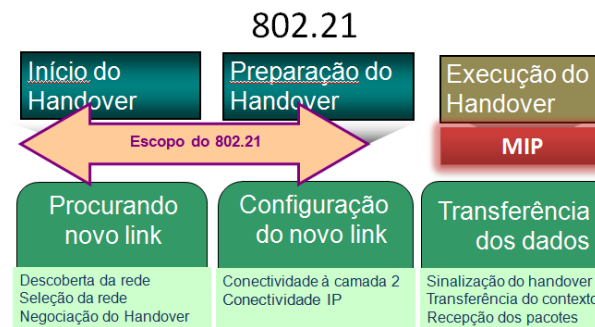 802.21
Início do
Handover
Preparação do
Handover
Execução do
Handover
Escopo do 802.21
MIP
Procurando
novo link
Configuração
do novo link
Transferência
dos dados
Descoberta da rede
Seleção da rede
Negociação do Handover
Conectividade à camada 2
Conectividade IP
Sinalização do handover
Transferência do contexto
Recepção dos pacotes